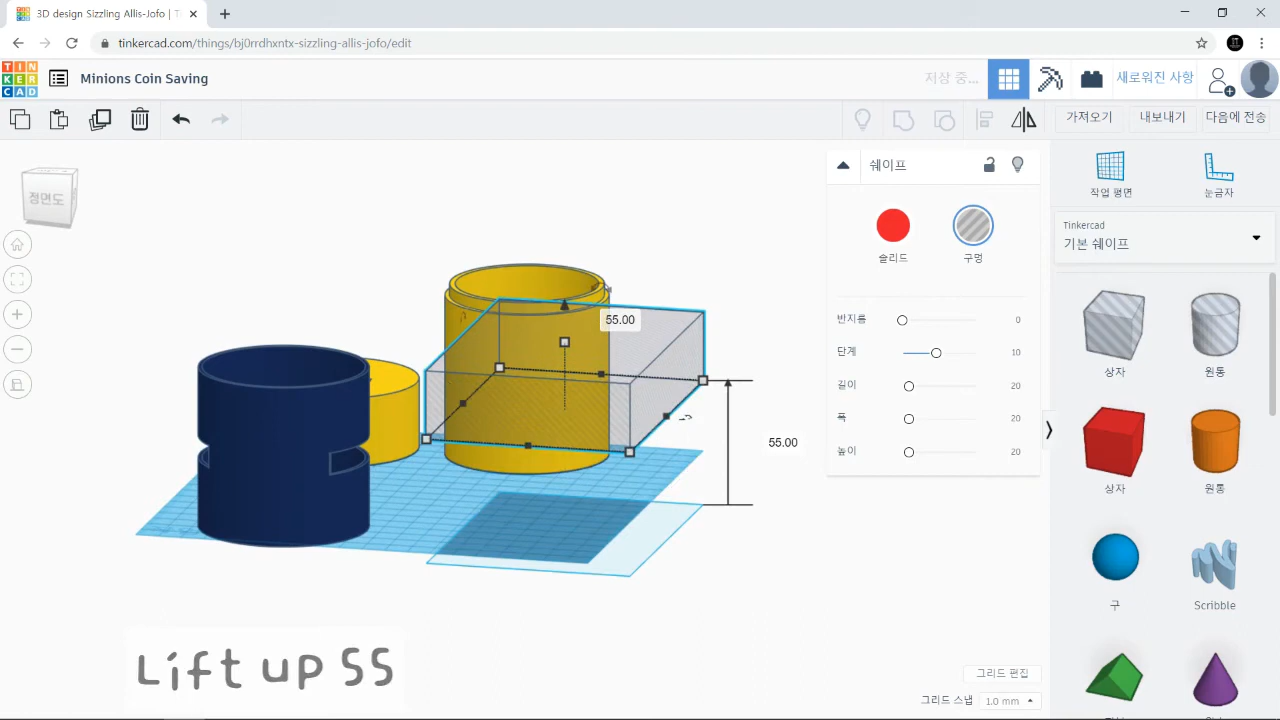 3D design Sizzling Allis-Jofo | T
tinkercad.com/things/bj0rrdhxntx-sizzling-allis-jofo/edit
TIN
KER
CAD
Minions Coin Saving
저장 중...
새로워진 사항
가져오기
내보내기
다음에 전송
정면도
쉐이프
솔리드
구멍
반지름
0
단계
10
길이
20
폭
20
높이
20
55.00
55.00
작업 평면
눈금자
Tinkercad
기본 쉐이프
상자
원통
상자
원통
구
Scribble
그리드 편집
그리드 스냅
1.0 mm
Lift up 55